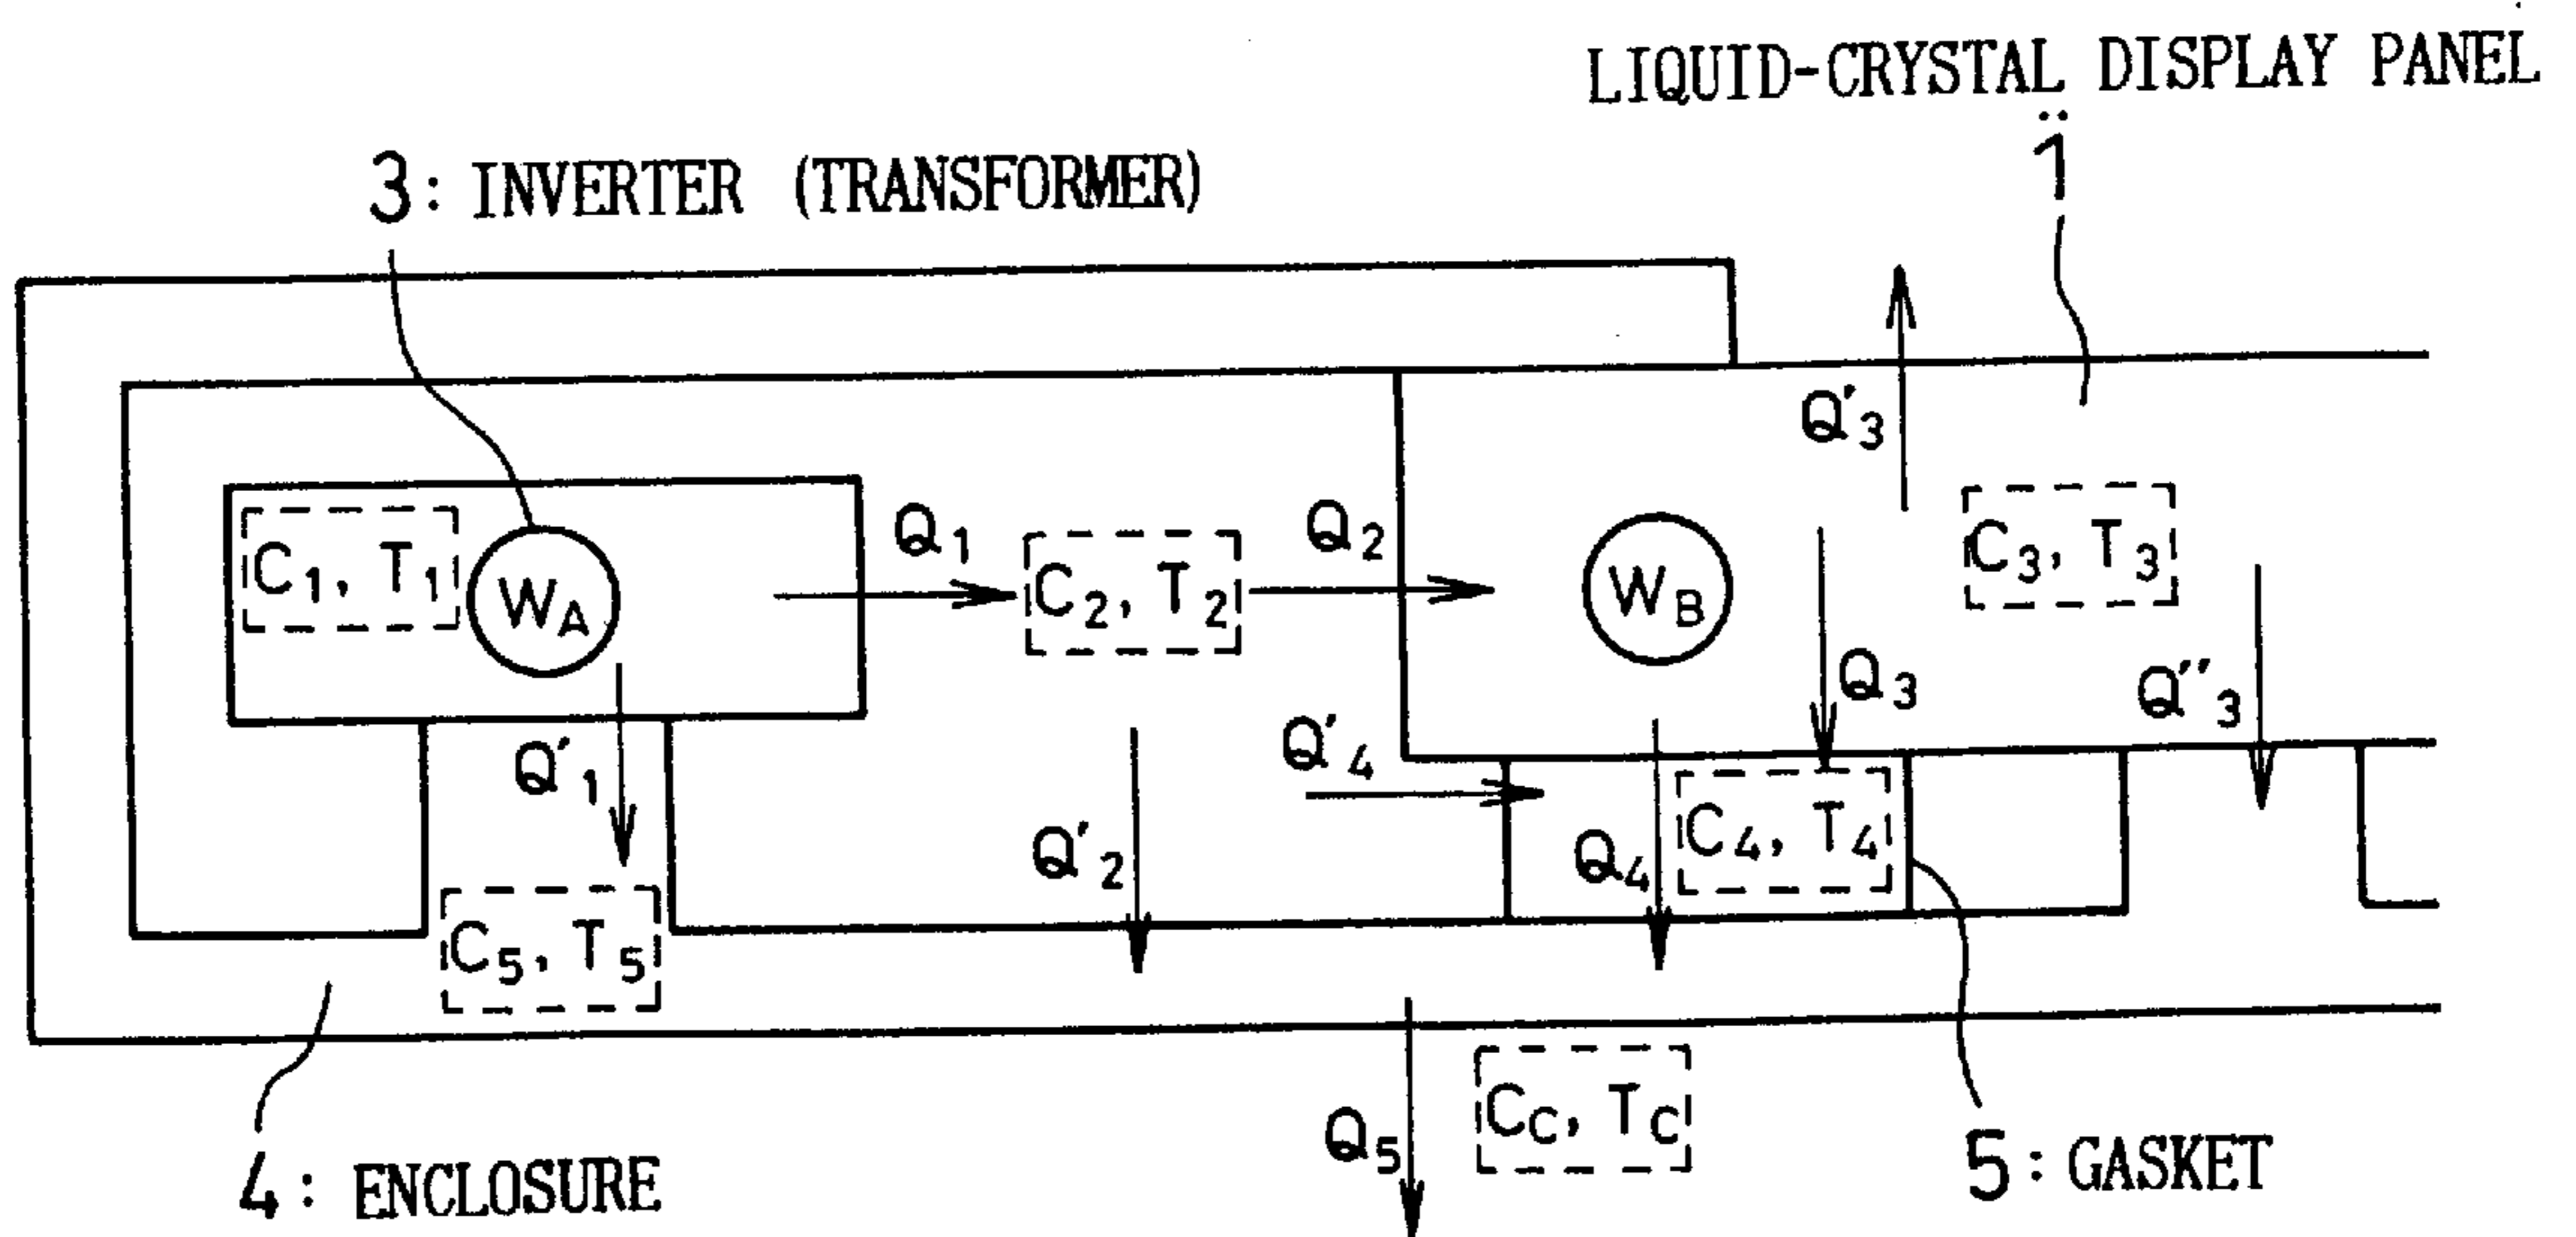 LIQUID-CRYSTAL DISPLAY PANEL
1
3: INVERTER (TRANSFORMER)
Q'3
C1, T1
WA
Q1
C2, T2
Q2
WB
C3, T3
Q3
Q''3
Q'1
Q'4
Q'2
Q4
C4, T4
C5, T5
Q5
CC, TC
4: ENCLOSURE
5: GASKET